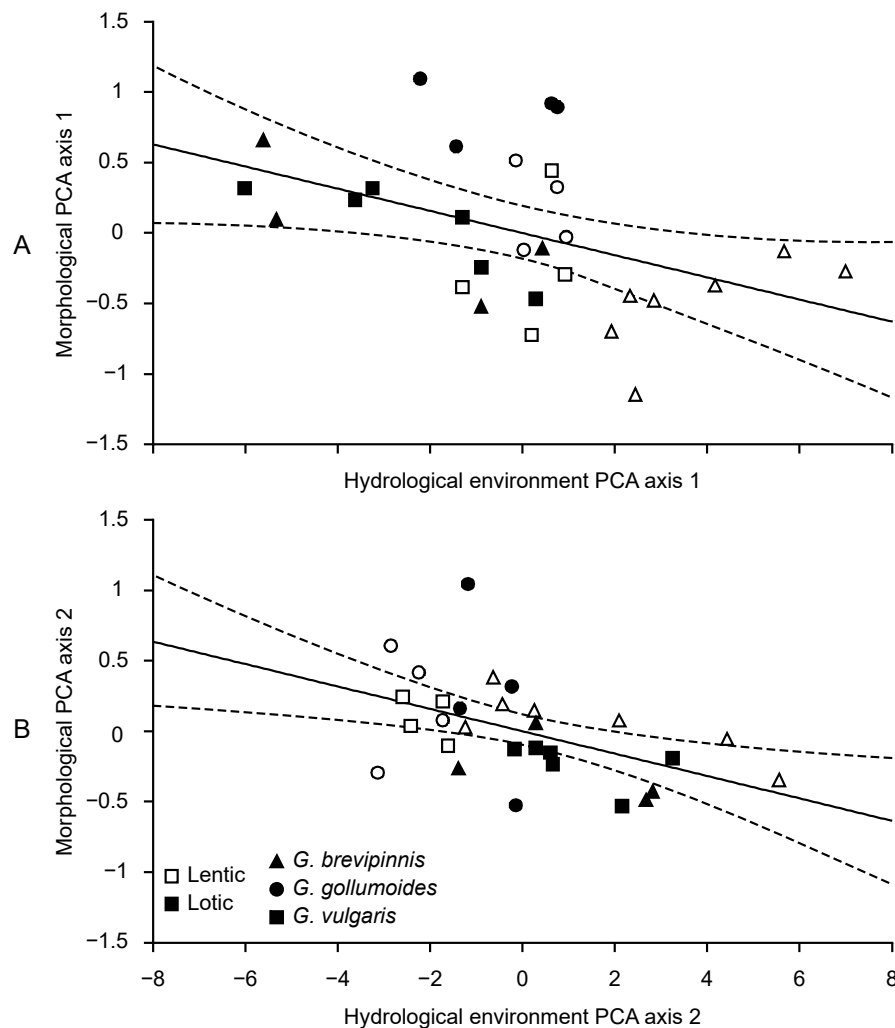 A
Morphological PCA axis 1
1.5
1
0.5
0
−0.5
−1
−1.5
Hydrological environment PCA axis 1
B
Morphological PCA axis 2
1.5
1
0.5
0
−0.5
−1
−1.5
Lentic
Lotic
G. brevipinnis
G. gollumoides
G. vulgaris
−8 −6 −4 −2 0 2 4 6 8
Hydrological environment PCA axis 2